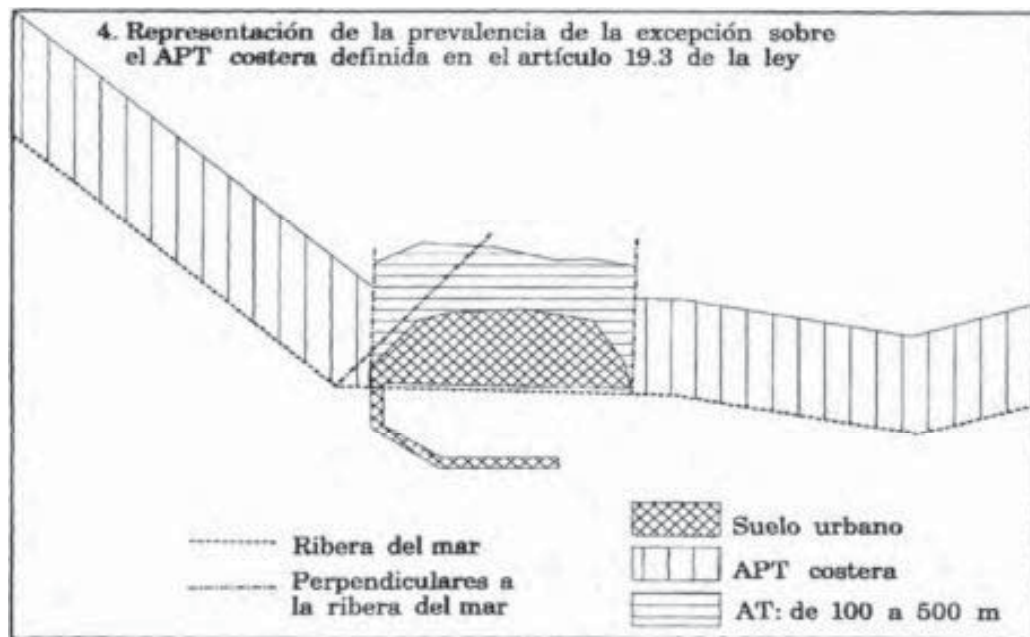 4. Representación de la prevalencia de la excepción sobre
el APT costera definida en el artículo 19.3 de la ley
Ribera del mar
Perpendiculares a
la ribera del mar
Suelo urbano
APT costera
AT: de 100 a 500 m